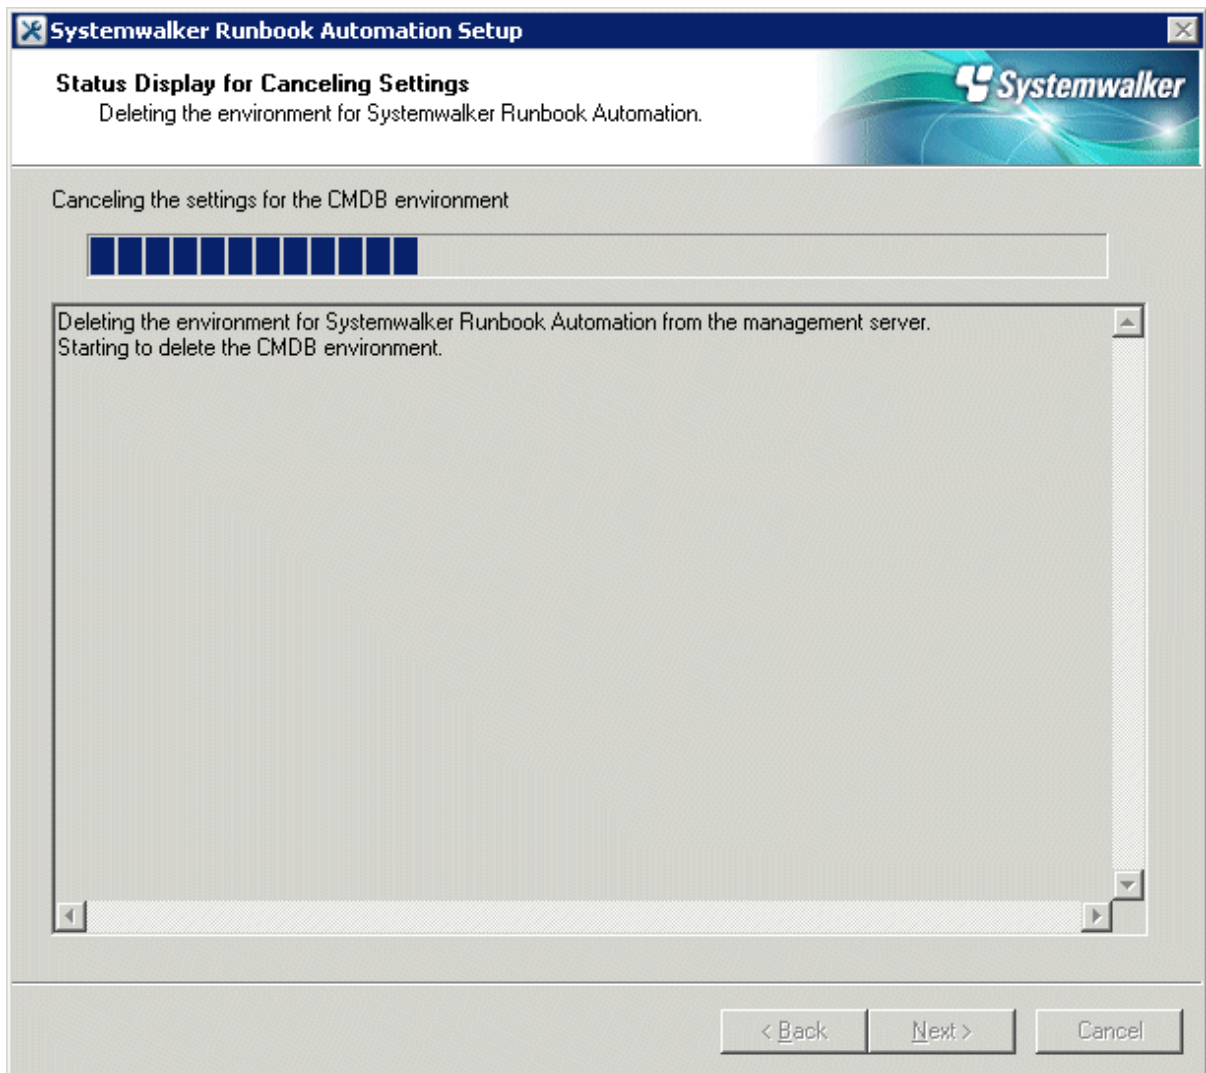 Systemwalker Runbook Automation Setup
Status Display for Canceling Settings
Deleting the environment for Systemwalker Runbook Automation.
Systemwalker
Canceling the settings for the CMDB environment
Deleting the environment for Systemwalker Runbook Automation from the management server.
Starting to delete the CMDB environment.
< Back
Next >
Cancel